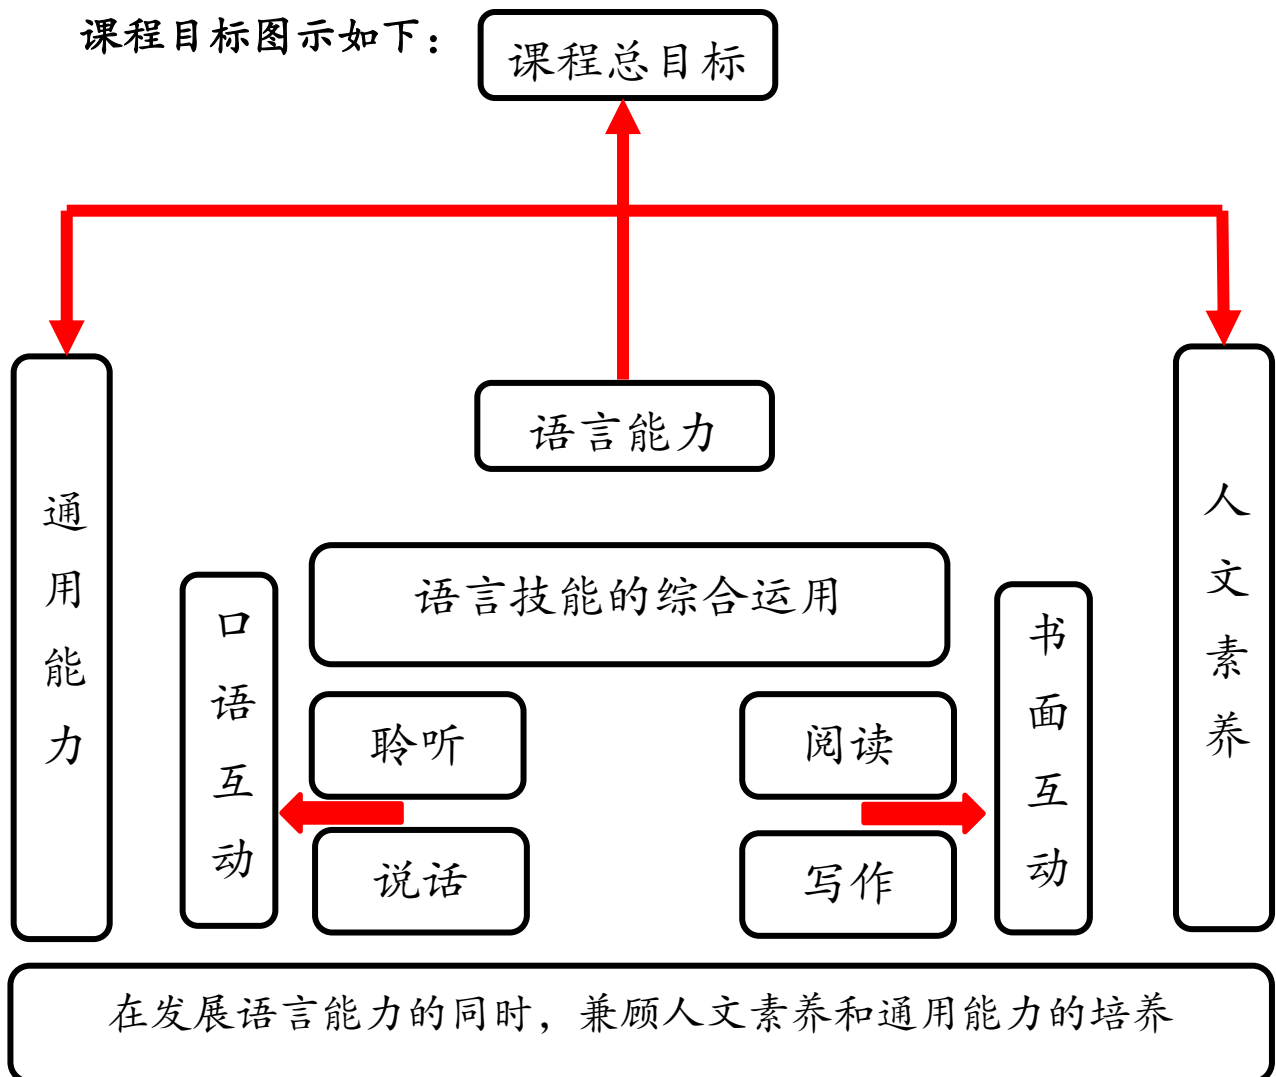 课程目标图示如下：
课程总目标
语言能力
通用能力
人文素养
语言技能的综合运用
口语互动
书面互动
聆听
阅读
说话
写作
在发展语言能力的同时，兼顾人文素养和通用能力的培养